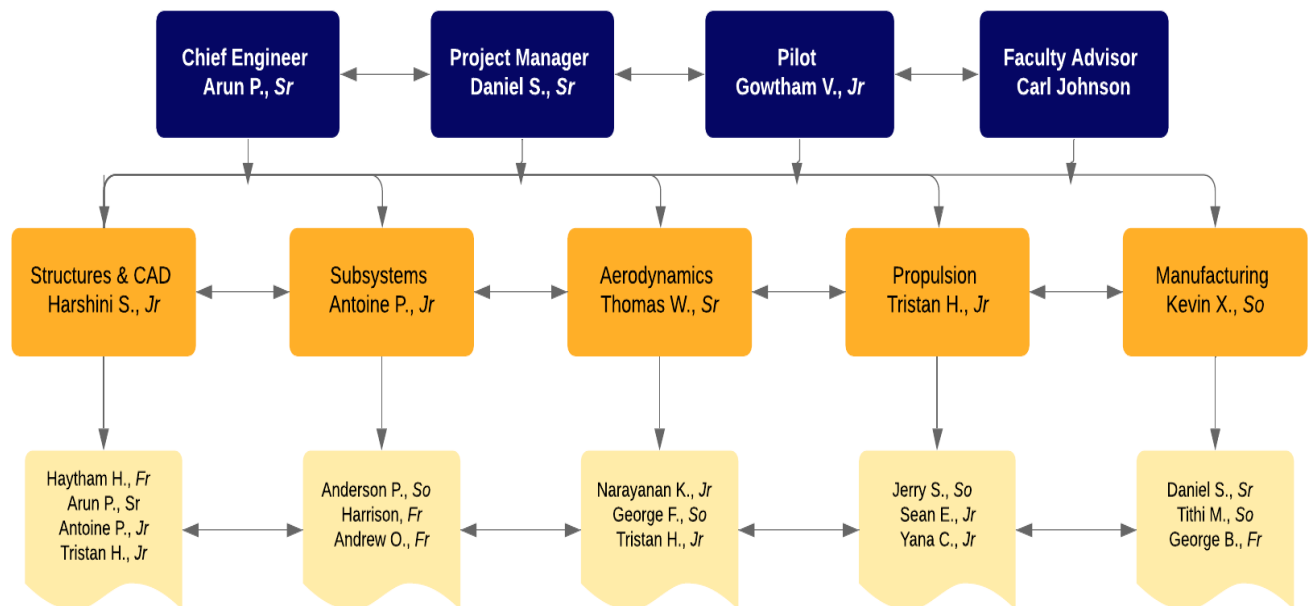 Chief Engineer
Arun P., Sr
Project Manager
Daniel S., Sr
Pilot
Gowtham V., Jr
Faculty Advisor
Carl Johnson
Structures & CAD
Harshini S., Jr
Subsystems
Antoine P., Jr
Aerodynamics
Thomas W., Sr
Propulsion
Tristan H., Jr
Manufacturing
Kevin X., So
Haytham H., Fr
Arun P., Sr
Antoine P., Jr
Tristan H., Jr
Anderson P., So
Harrison, Fr
Andrew O., Fr
Narayanan K., Jr
George F., So
Tristan H., Jr
Jerry S., So
Sean E., Jr
Yana C., Jr
Daniel S., Sr
Tithi M., So
George B., Fr